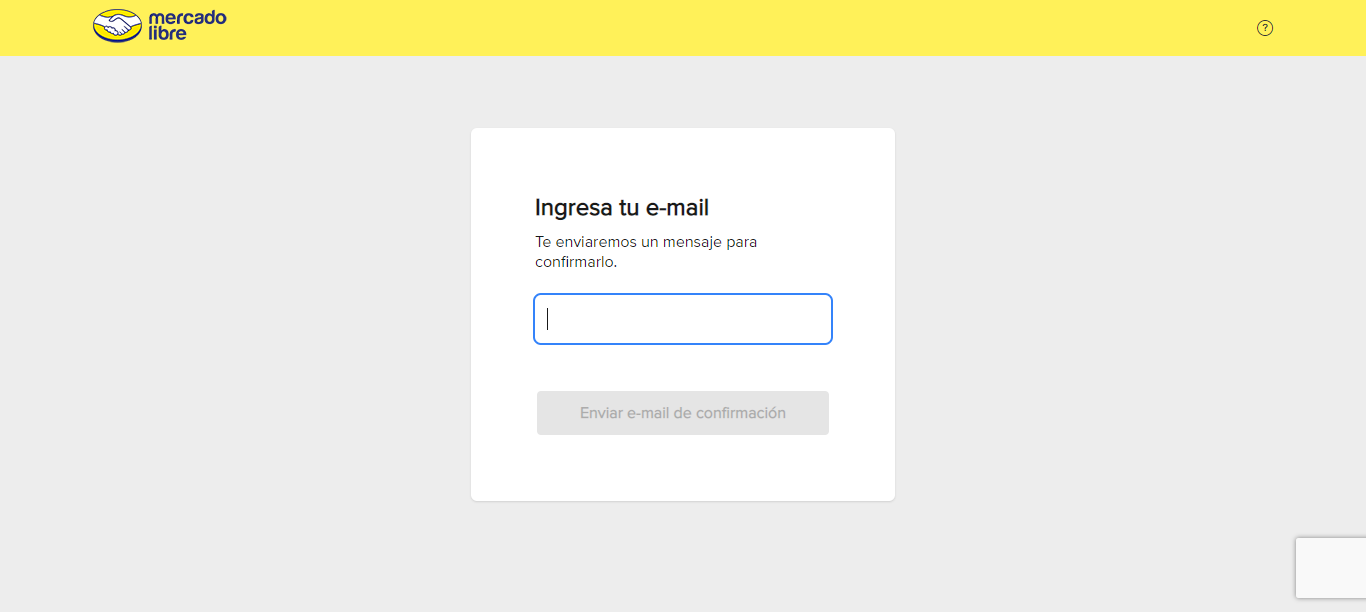 mercado
libre
?
Ingresa tu e-mail
Te enviaremos un mensaje para
confirmarlo.
Enviar e-mail de confirmación